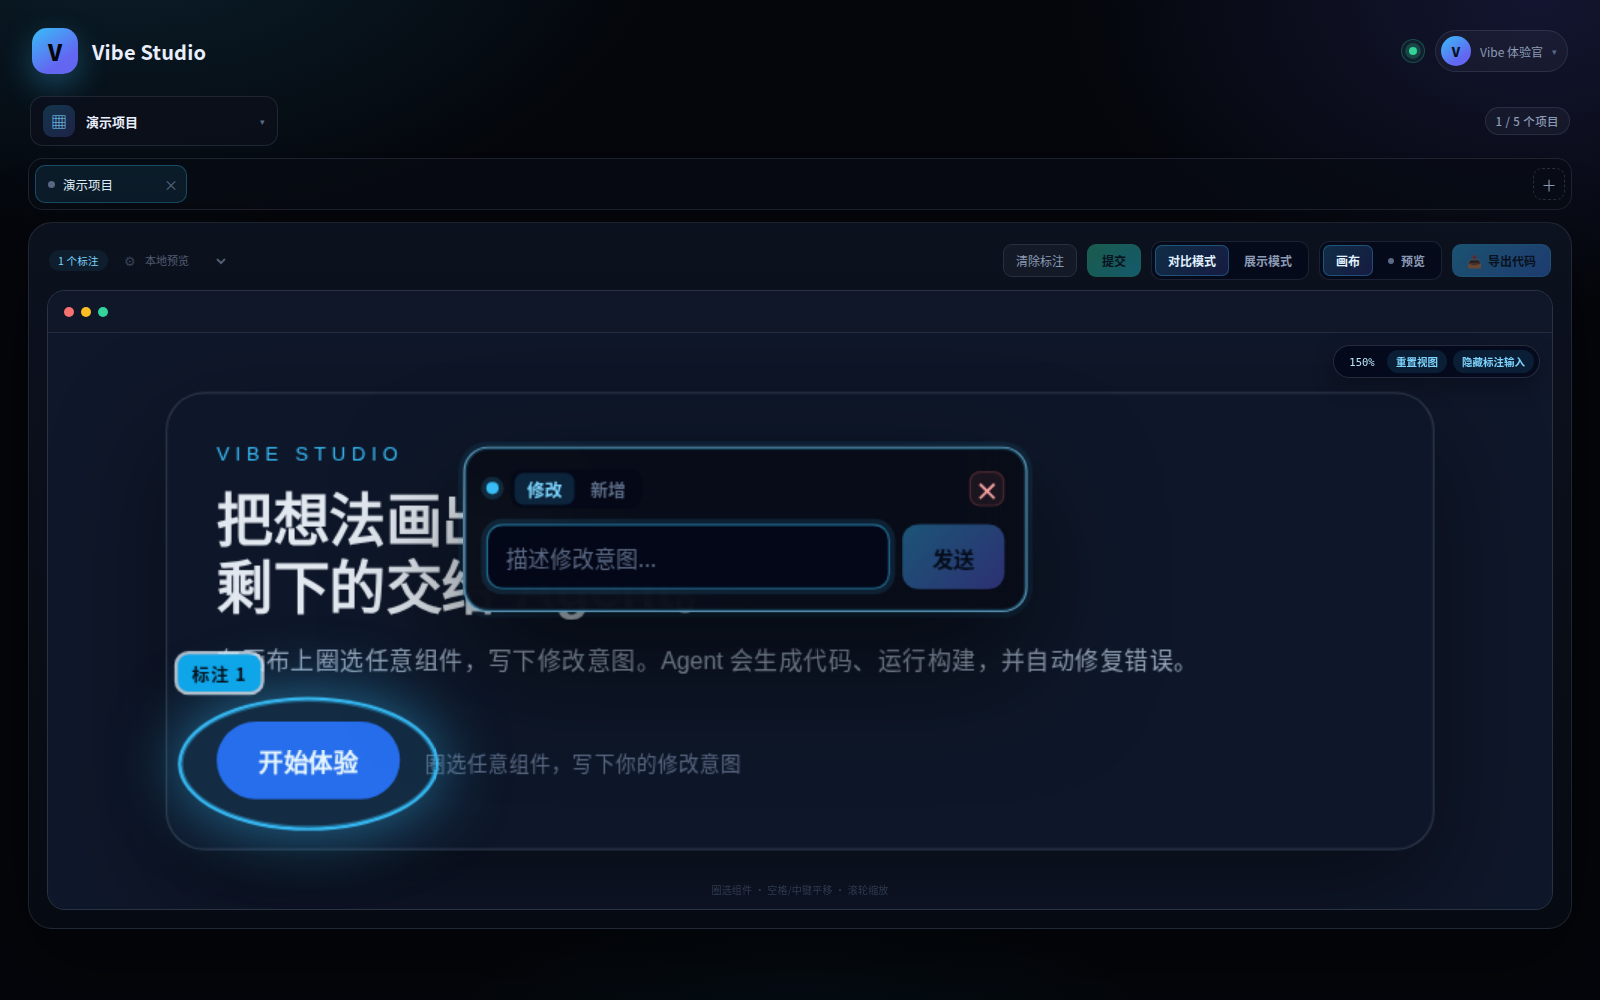 V Vibe Studio
V Vibe 体验官
演示项目
1 / 5 个项目
演示项目
1 个标注 本地预览
清除标注 提交 对比模式 展示模式 画布 预览 导出代码
150% 重置视图 隐藏标注输入
VIBE STUDIO
把想法画
剩下的交
修改 新增
描述修改意图...
发送
布上圈选任意组件，写下修改意图。Agent 会生成代码、运行构建，并自动修复错误。
标注 1
开始体验
圈选任意组件，写下你的修改意图
圈选组件 · 空格/中键平移 · 滚轮缩放